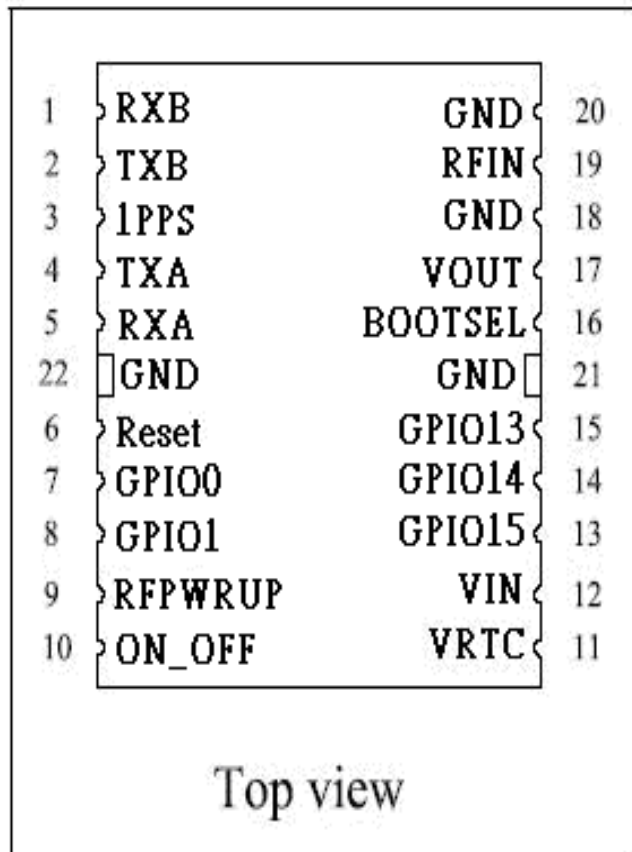 1 RXB GND 20
2 TXB RFIN 19
3 1PPS GND 18
4 TXA VOUT 17
5 RXA BOOTSEL 16
22 GND GND 21
6 Reset GPIO13 15
7 GPIO0 GPIO14 14
8 GPIO1 GPIO15 13
9 RFPWRUP VIN 12
10 ON_OFF VRTC 11
Top view